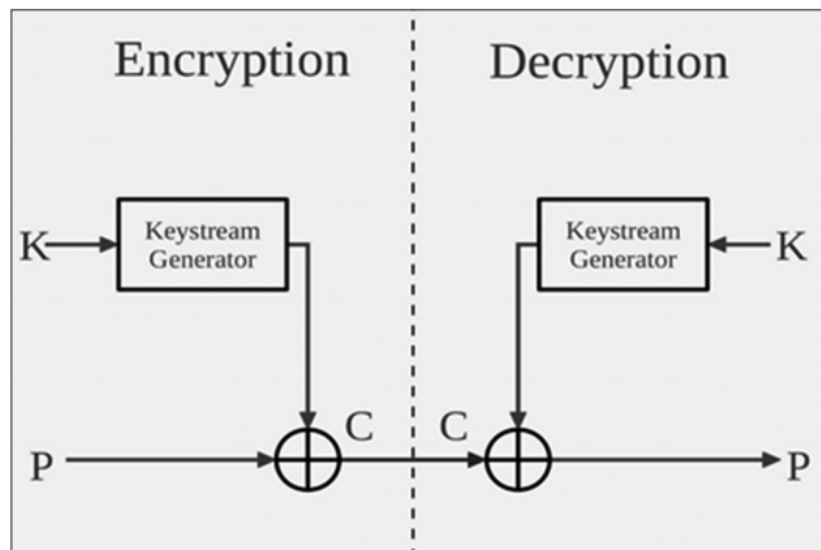 Encryption
Decryption
K
Keystream
Generator
Keystream
Generator
K
P
C
C
P